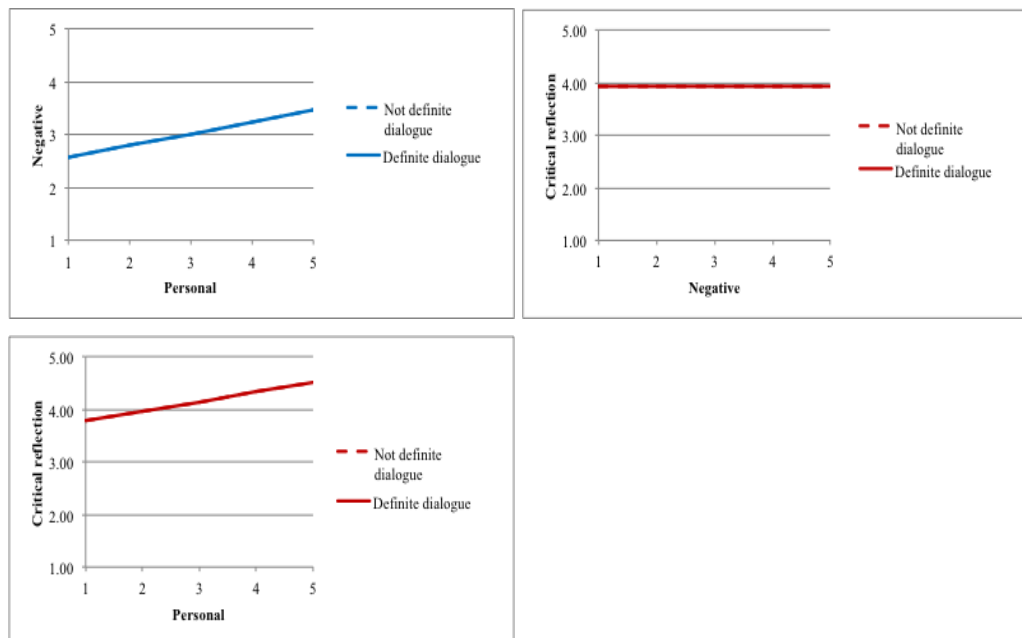 5
4
3
2
1
Negative
1 2 3 4 5
Personal
Not definite
dialogue
Definite dialogue
5.00
4.00
3.00
2.00
1.00
Critical reflection
1 2 3 4 5
Negative
Not definite
dialogue
Definite dialogue
5.00
4.00
3.00
2.00
1.00
Critical reflection
1 2 3 4 5
Personal
Not definite
dialogue
Definite dialogue